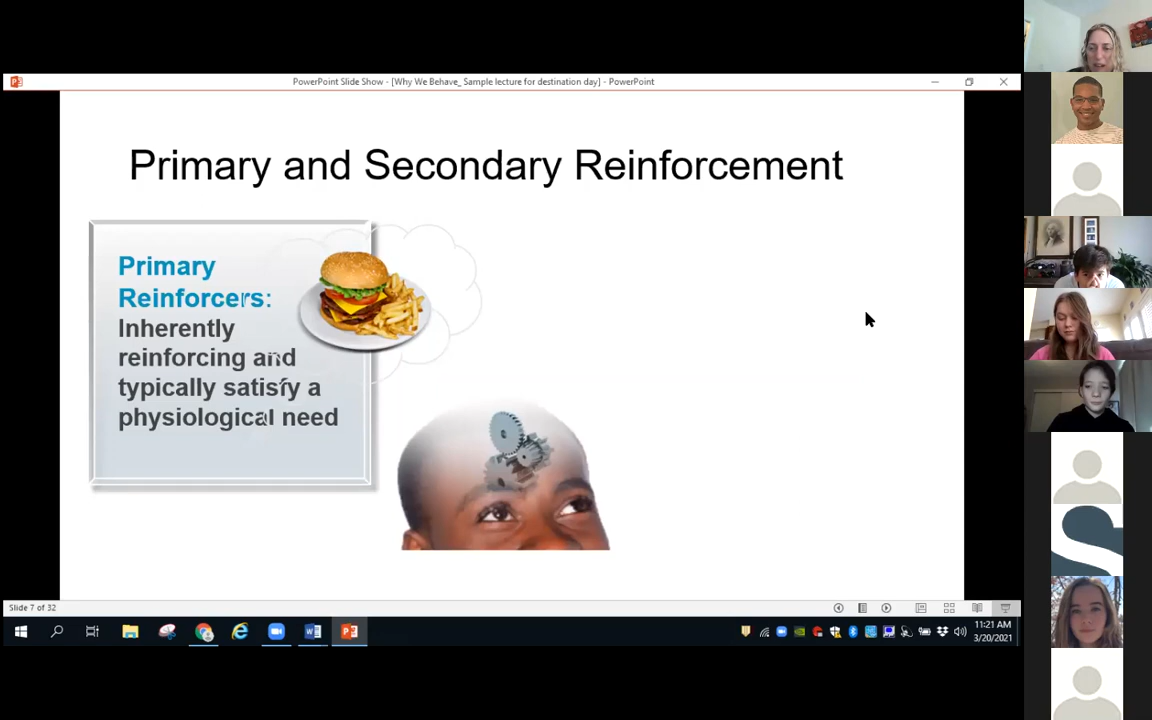 PowerPoint Slide Show - [Why We Behave_ Sample lecture for destination day] - PowerPoint
Primary and Secondary Reinforcement
Primary
Reinforcers:
Inherently
reinforcing and
typically satisfy a
physiological need
S
Slide 7 of 32
11:21 AM
3/20/2021